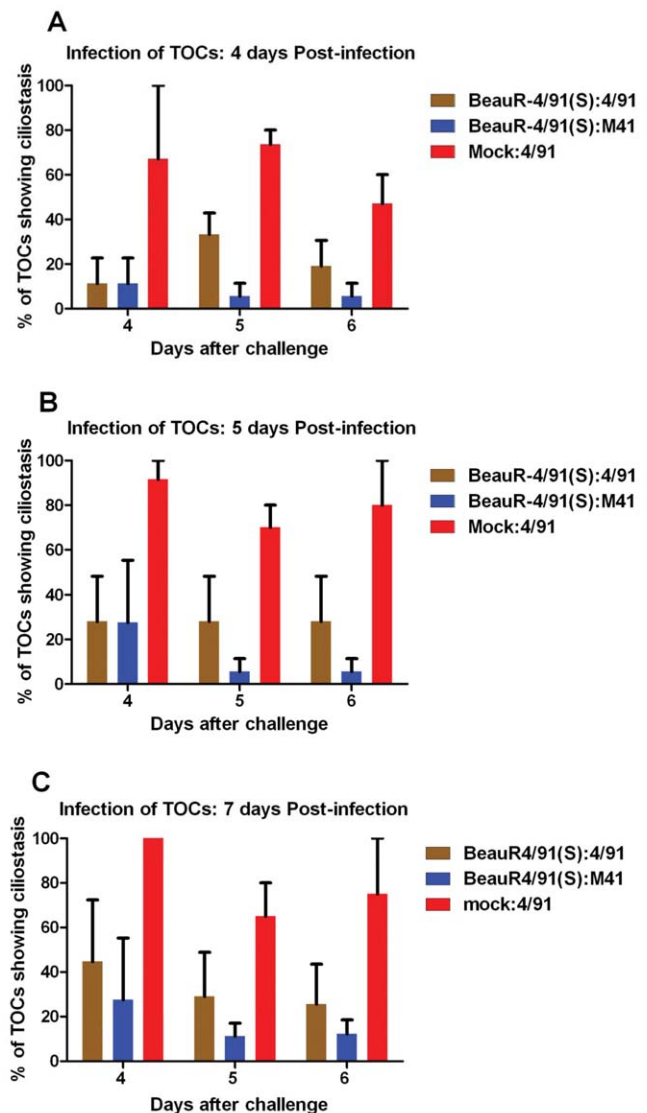 A
Infection of TOCs: 4 days Post-infection
% of TOCs showing ciliostasis
100
80
60
40
20
0
4 5 6
Days after challenge
BeauR-4/91(S):4/91
BeauR-4/91(S):M41
Mock:4/91
B
Infection of TOCs: 5 days Post-infection
% of TOCs showing ciliostasis
100
80
60
40
20
0
4 5 6
Days after challenge
BeauR-4/91(S):4/91
BeauR-4/91(S):M41
Mock:4/91
C
Infection of TOCs: 7 days Post-infection
% of TOCs showing ciliostasis
100
80
60
40
20
0
4 5 6
Days after challenge
BeauR4/91(S):4/91
BeauR4/91(S):M41
mock:4/91